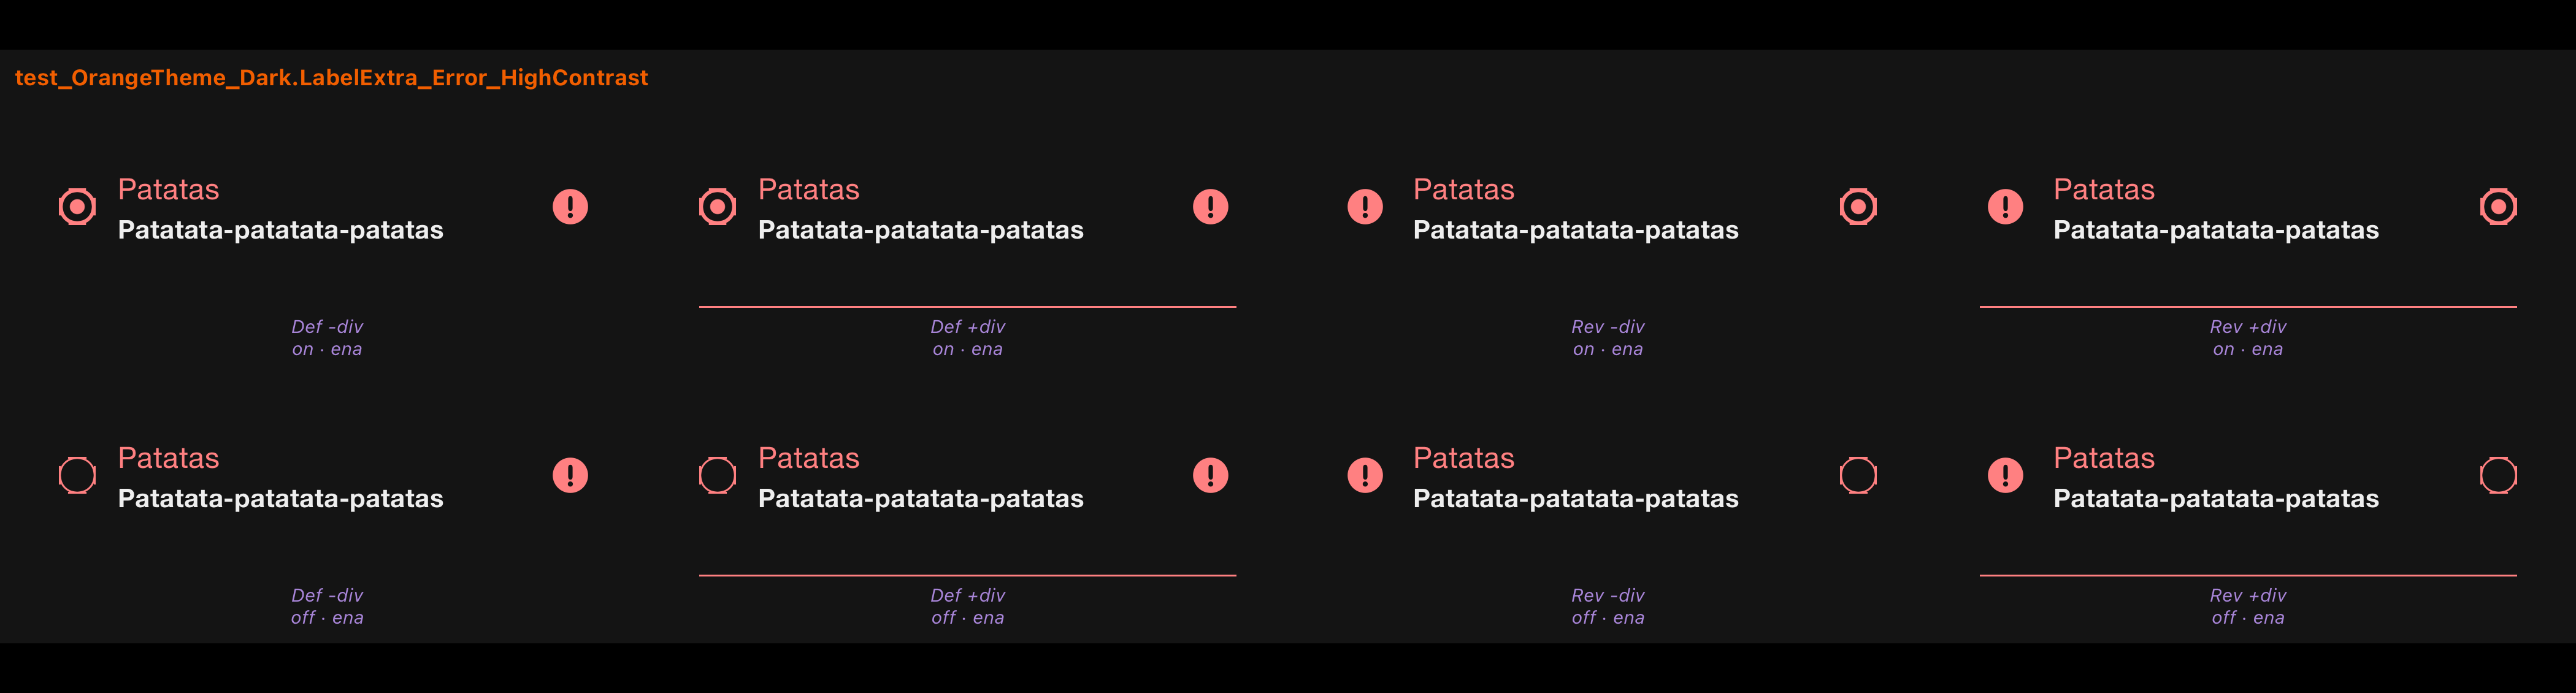 test_OrangeTheme_Dark.LabelExtra_Error_HighContrast
Patatas
Patatata-patatata-patatas
Def -div
on · ena
Patatas
Patatata-patatata-patatas
Def +div
on · ena
Patatas
Patatata-patatata-patatas
Rev -div
on · ena
Patatas
Patatata-patatata-patatas
Rev +div
on · ena
Patatas
Patatata-patatata-patatas
Def -div
off · ena
Patatas
Patatata-patatata-patatas
Def +div
off · ena
Patatas
Patatata-patatata-patatas
Rev -div
off · ena
Patatas
Patatata-patatata-patatas
Rev +div
off · ena